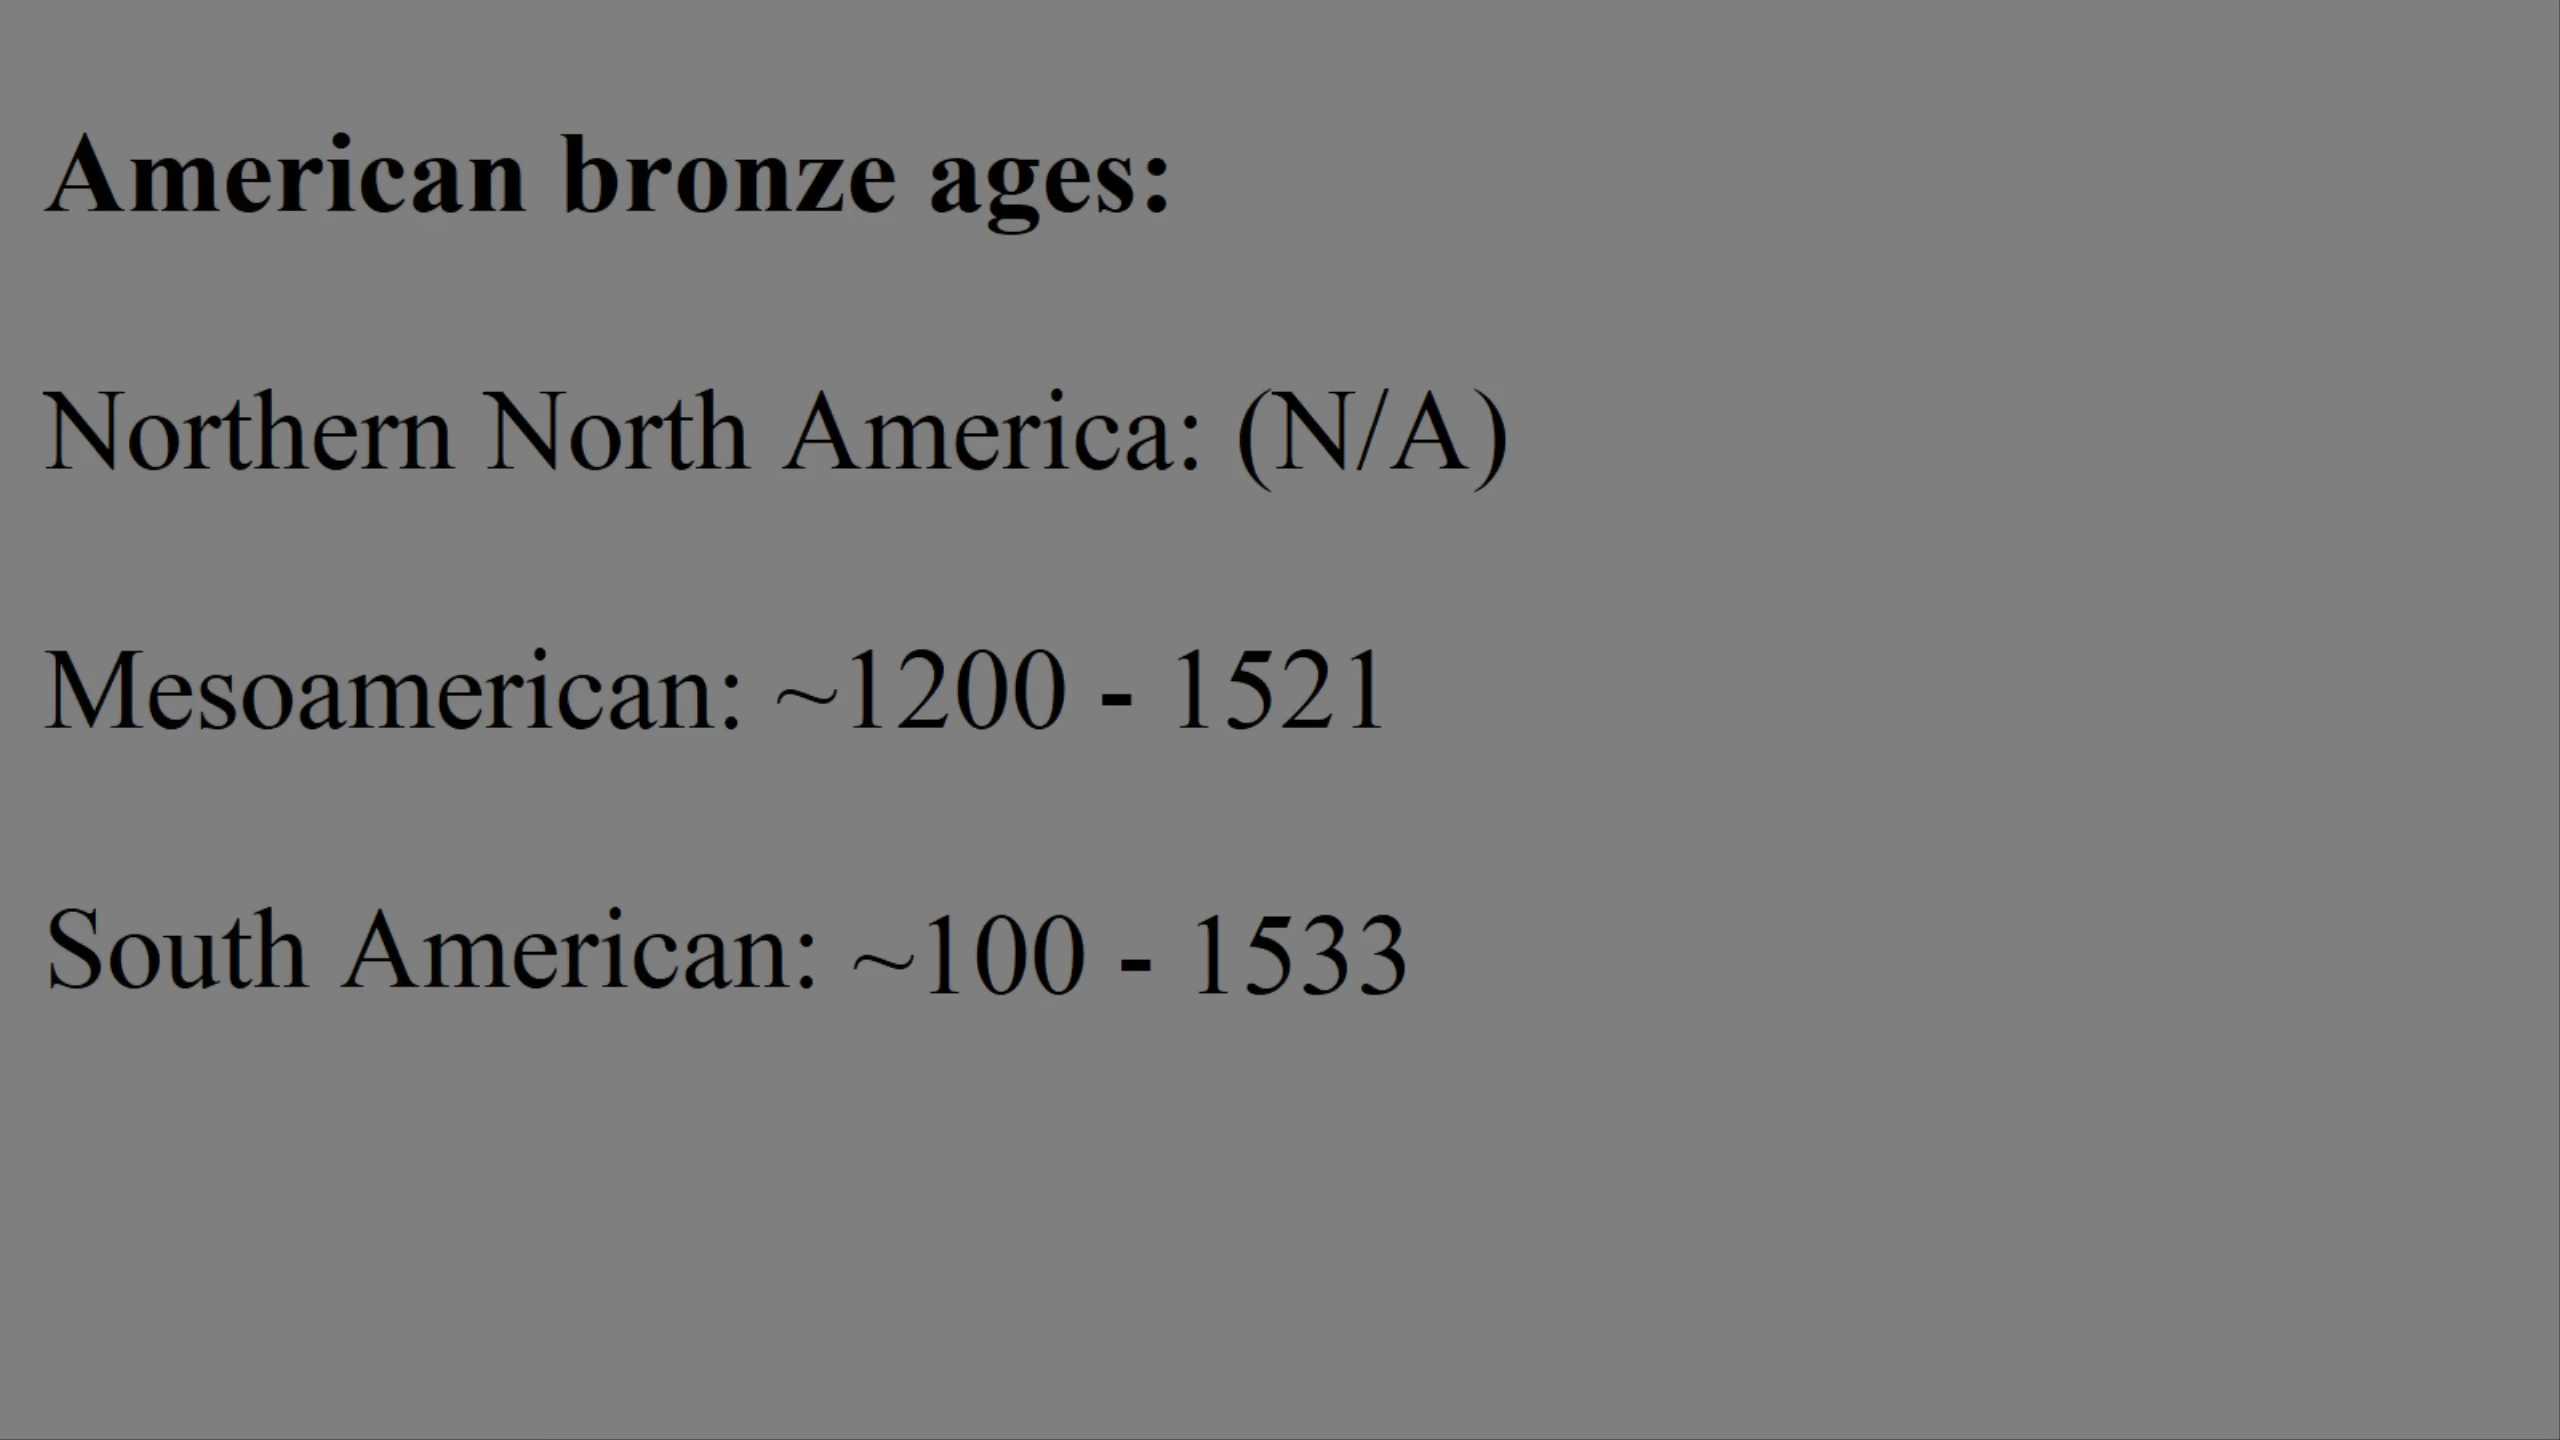 American bronze ages:
Northern North America: (N/A)
Mesoamerican: ~1200 - 1521
South American: ~100 - 1533